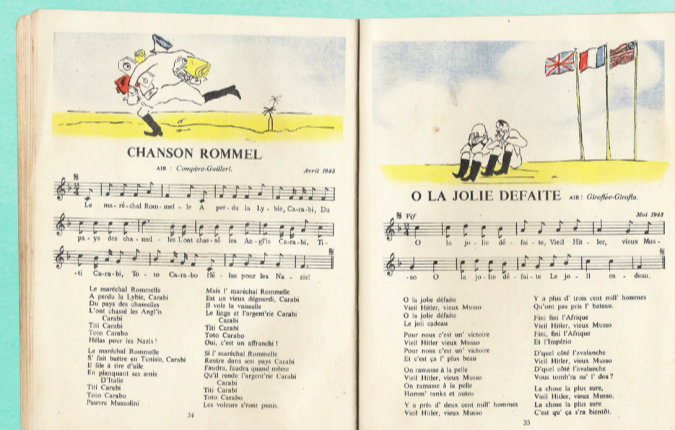 CHANSON ROMMEL
AIR : Compère-Guilleri.
Avril 1943
Le ma-ré-chal Rom-mel-le A per-du la Ly-bie, Ca-ra-bi, Du
pa-ys des cha-mel-les L'ont chas-sé les An-gl's Ca-ra-bi, Ti-
-ti Ca-ra-bi, To-to Ca-ra-bo Hé-las pour les Na-zis!
Le maréchal Rommelle
A perdu la Lybie, Carabi
Du pays des chamelles
L'ont chassé les Angl's
Carabi
Titi Carabi
Toto Carabo
Hélas pour les Nazis !
Le maréchal Rommelle
S' fait battre en Tunisie, Carabi
Il file à tire d'aile
En planquant ses amis
D'Italie
Titi Carabi
Toto Carabo
Pauvre Mussolini
Mais l' maréchal Rommelle
Est un vieux dégourdi, Carabi
Il vole la vaisselle
Le linge et l'argent'rie Carabi
Titi Carabi
Toto Carabo
Oui, c'est un affranchi !
Si l' maréchal Rommelle
Rentre dans son pays Carabi
Faudra, faudra quand même
Qu'il rende l'argent'rie Carabi
Carabi
Titi Carabi
Toto Carabo
Les voleurs s'ront punis.
34
O LA JOLIE DEFAITE
AIR : Giroflée-Girofla.
Mai 1943
Vif
O la jo-lie dé-fai-te, Vieil Hit-ler, vieux Mus-
-so O la jo-lie dé-fai-te Le jo-li ca-deau.
O la jolie défaite
Vieil Hitler, vieux Musso
O la jolie défaite
Le joli cadeau
Pour nous c'est un' victoire
Vieil Hitler vieux Musso
Pour nous c'est un' victoire
Et c'est ça l' plus beau
On ramasse à la pelle
Vieil Hitler, vieux Musso
On ramasse à la pelle
Homm' tanks et autos
Y a près d' deux cent mill' hommes
Vieil Hitler, vieux Musso
Y a plus d' trois cent mill' hommes
Qu'ont pas pris l' bateau.
Fini, fini l'Afrique
Vieil Hitler, vieux Musso
Fini, fini l'Afrique
Et l'Império
D'quel côté l'avalanche
Vieil Hitler, vieux Musso
D'quel côté l'avalanche
Vous tomb'ra su' l' dos ?
La chose la plus sure,
Vieil Hitler, vieux Musso,
La chose la plus sure
C'est qu' ça s'ra bientôt.
35